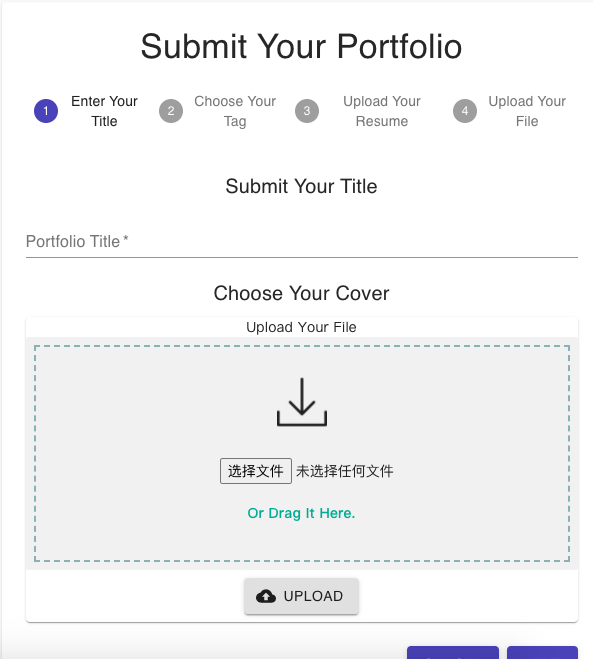 Submit Your Portfolio
1 Enter Your Title
2 Choose Your Tag
3 Upload Your Resume
4 Upload Your File
Submit Your Title
Portfolio Title *
Choose Your Cover
Upload Your File
选择文件 未选择任何文件
Or Drag It Here.
UPLOAD